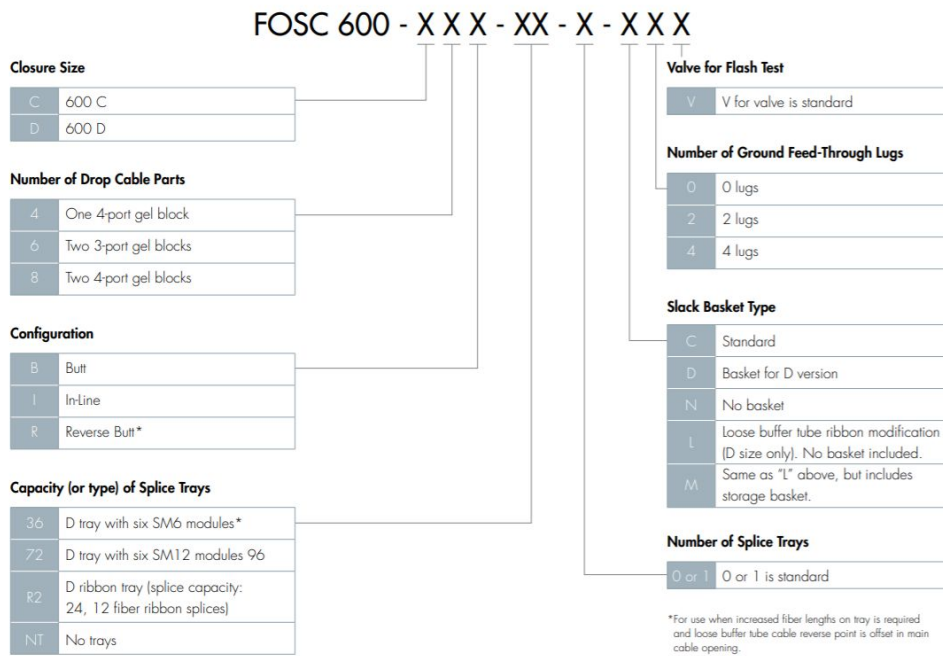 FOSC 600 - X X X - XX - X - X X X
Closure Size
C 600 C
D 600 D
Number of Drop Cable Parts
4 One 4-port gel block
6 Two 3-port gel blocks
8 Two 4-port gel blocks
Configuration
B Butt
I In-Line
R Reverse Butt*
Capacity (or type) of Splice Trays
36 D tray with six SM6 modules*
72 D tray with six SM12 modules 96
R2 D ribbon tray (splice capacity:
24, 12 fiber ribbon splices)
NT No trays
Valve for Flash Test
V V for valve is standard
Number of Ground Feed-Through Lugs
0 0 lugs
2 2 lugs
4 4 lugs
Slack Basket Type
C Standard
D Basket for D version
N No basket
L Loose buffer tube ribbon modification
(D size only). No basket included.
M Same as "L" above, but includes
storage basket.
Number of Splice Trays
0 or 1 0 or 1 is standard
*For use when increased fiber lengths on tray is required
and loose buffer tube cable reverse point is offset in main
cable opening.